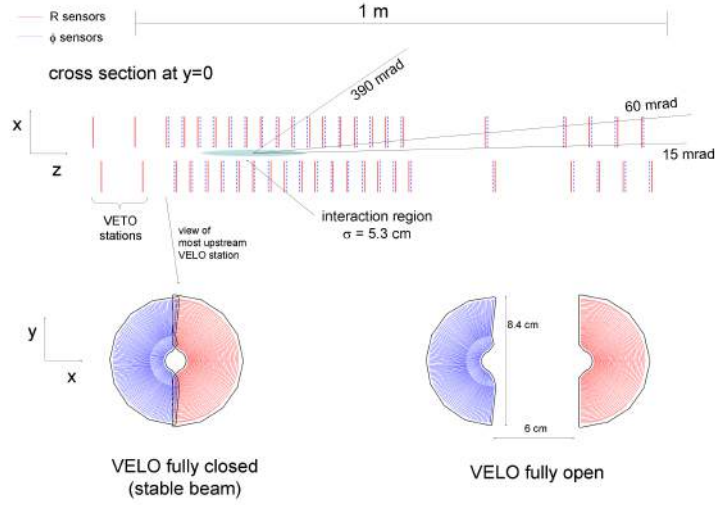 R sensors
ϕ sensors
1 m
cross section at y=0
390 mrad
60 mrad
15 mrad
x
z
VETO
stations
interaction region
σ = 5.3 cm
view of
most upstream
VELO station
y
x
8.4 cm
6 cm
VELO fully closed
(stable beam)
VELO fully open